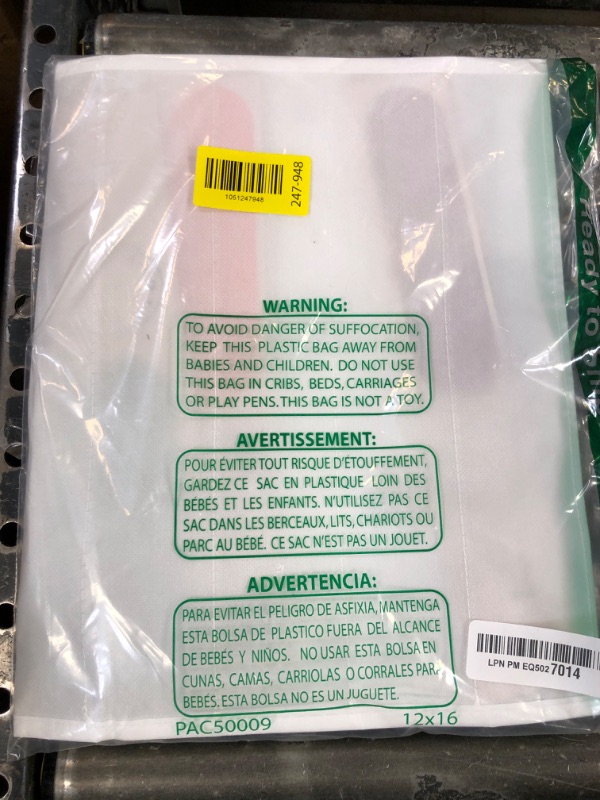 1051247948
247-948
Ready to
WARNING:
TO AVOID DANGER OF SUFFOCATION,
KEEP THIS PLASTIC BAG AWAY FROM
BABIES AND CHILDREN. DO NOT USE
THIS BAG IN CRIBS, BEDS, CARRIAGES
OR PLAY PENS. THIS BAG IS NOT A TOY.
AVERTISSEMENT:
POUR ÉVITER TOUT RISQUE D'ÉTOUFFEMENT,
GARDEZ CE SAC EN PLASTIQUE LOIN DES
BÉBÉS ET LES ENFANTS. N'UTILISEZ PAS CE
SAC DANS LES BERCEAUX, LITS, CHARIOTS OU
PARC AU BÉBÉ. CE SAC N'EST PAS UN JOUET.
ADVERTENCIA:
PARA EVITAR EL PELIGRO DE ASFIXIA, MANTENGA
ESTA BOLSA DE PLASTICO FUERA DEL ALCANCE
DE BEBÉS Y NIÑOS. NO USAR ESTA BOLSA EN
CUNAS, CAMAS, CARRIOLAS O CORRALES PARA
BEBÉS. ESTA BOLSA NO ES UN JUGUETE.
PAC50009 12x16
LPN PM EQ502 7014